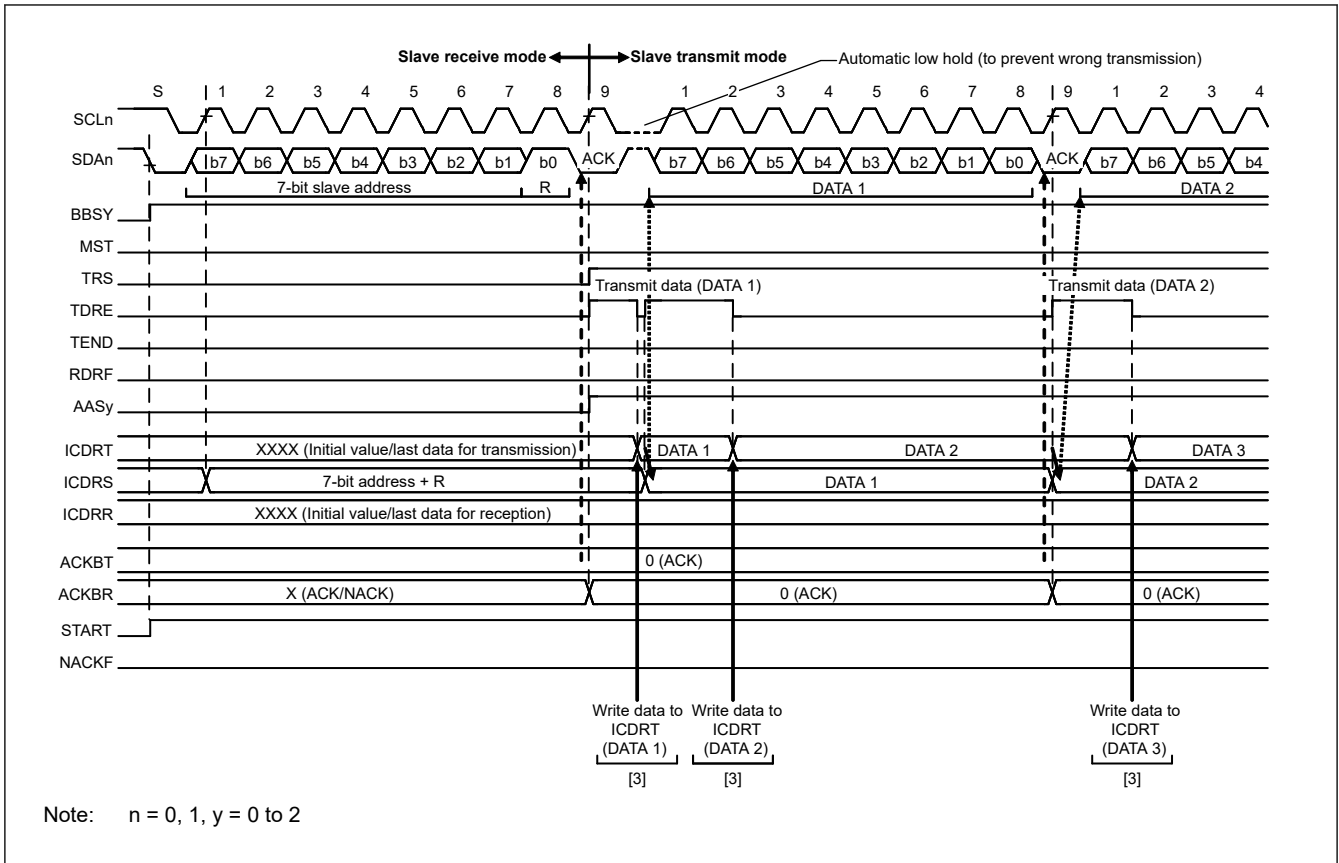 Slave receive mode Slave transmit mode
Automatic low hold (to prevent wrong transmission)
S 1 2 3 4 5 6 7 8 9 1 2 3 4 5 6 7 8 9 1 2 3 4
SCLn
SDAn b7 b6 b5 b4 b3 b2 b1 b0 ACK b7 b6 b5 b4 b3 b2 b1 b0 ACK b7 b6 b5 b4
7-bit slave address R DATA 1 DATA 2
BBSY
MST
TRS
Transmit data (DATA 1) Transmit data (DATA 2)
TDRE
TEND
RDRF
AASy
ICDRT XXXX (Initial value/last data for transmission) DATA 1 DATA 2 DATA 3
ICDRS 7-bit address + R DATA 1 DATA 2
ICDRR XXXX (Initial value/last data for reception)
ACKBT 0 (ACK)
ACKBR X (ACK/NACK) 0 (ACK) 0 (ACK)
START
NACKF
Write data to ICDRT (DATA 1) [3]
Write data to ICDRT (DATA 2) [3]
Write data to ICDRT (DATA 3) [3]
Note: n = 0, 1, y = 0 to 2